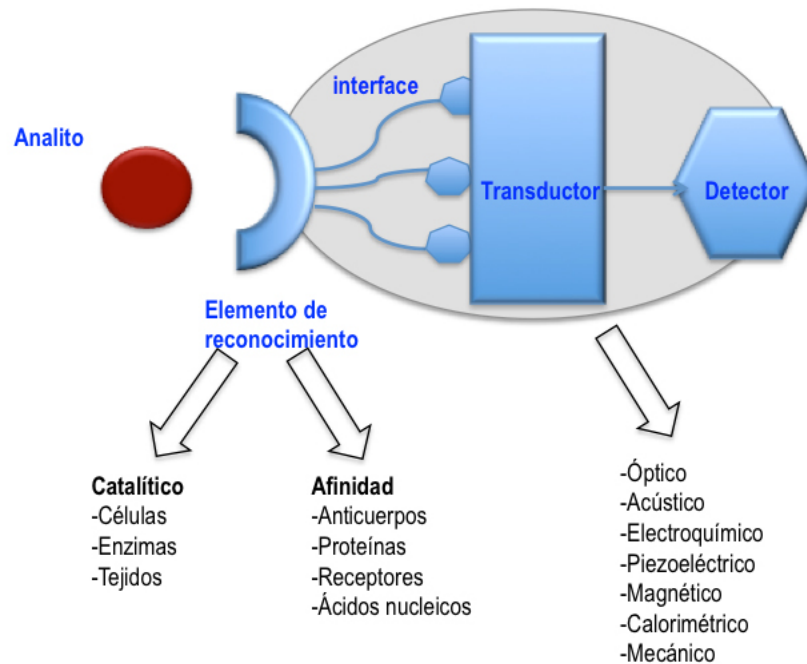 interface
Analito
Transductor
Detector
Elemento de
reconocimiento
Catalítico
-Células
-Enzimas
-Tejidos
Afinidad
-Anticuerpos
-Proteínas
-Receptores
-Ácidos nucleicos
-Óptico
-Acústico
-Electroquímico
-Piezoeléctrico
-Magnético
-Calorimétrico
-Mecánico